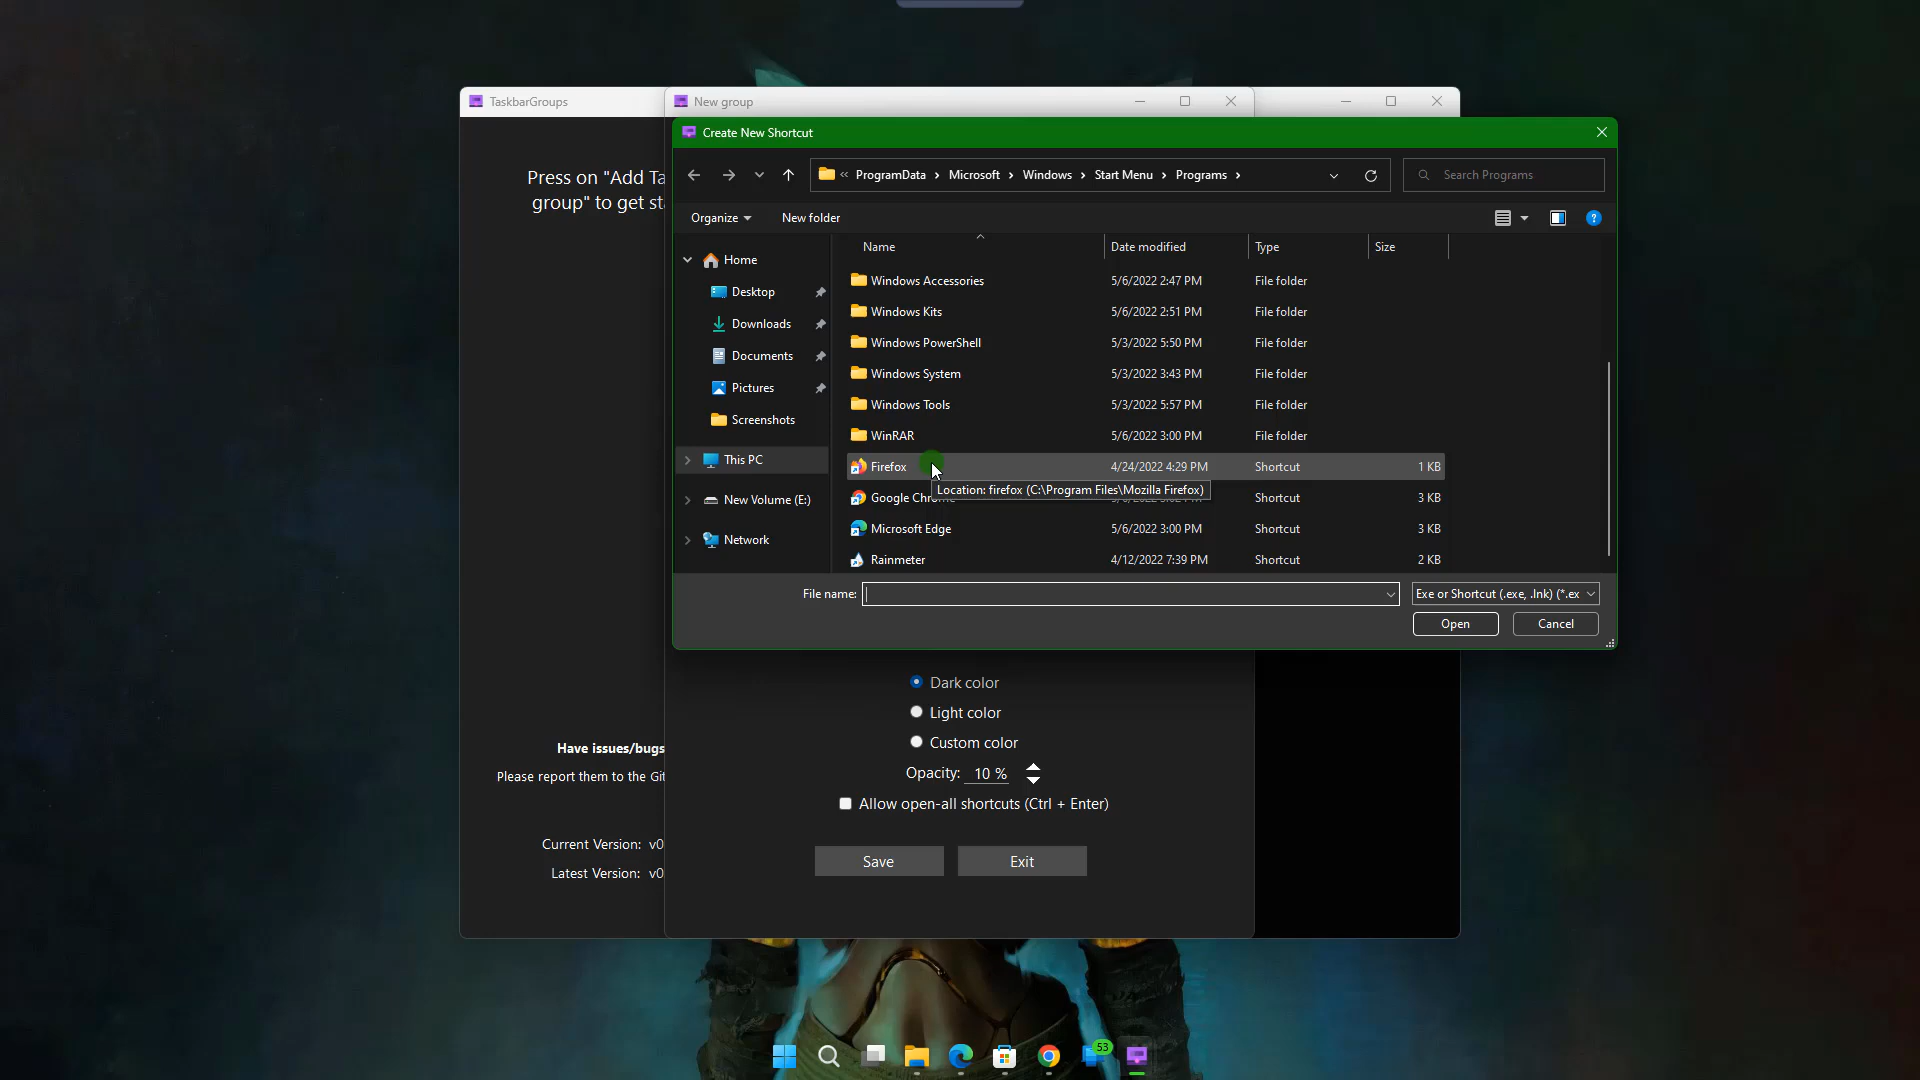 TaskbarGroups
New group
Create New Shortcut
ProgramData › Microsoft › Windows › Start Menu › Programs ›
Search Programs
Organize
New folder
Name
Date modified
Type
Size
Home
Desktop
Downloads
Documents
Pictures
Screenshots
This PC
New Volume (E:)
Network
Windows Accessories 5/6/2022 2:47 PM File folder
Windows Kits 5/6/2022 2:51 PM File folder
Windows PowerShell 5/3/2022 5:50 PM File folder
Windows System 5/3/2022 3:43 PM File folder
Windows Tools 5/3/2022 5:57 PM File folder
WinRAR 5/6/2022 3:00 PM File folder
Firefox 4/24/2022 4:29 PM Shortcut 1 KB
Location: firefox (C:\Program Files\Mozilla Firefox)
Google Chro Shortcut 3 KB
Microsoft Edge 5/6/2022 3:00 PM Shortcut 3 KB
Rainmeter 4/12/2022 7:39 PM Shortcut 2 KB
File name:
Exe or Shortcut (.exe, .lnk) (*.ex
Open
Cancel
Press on "Add Ta
group" to get sta
Dark color
Light color
Custom color
Opacity: 10 %
Allow open-all shortcuts (Ctrl + Enter)
Save
Exit
Have issues/bugs
Please report them to the Git
Current Version: v0
Latest Version: v0
53